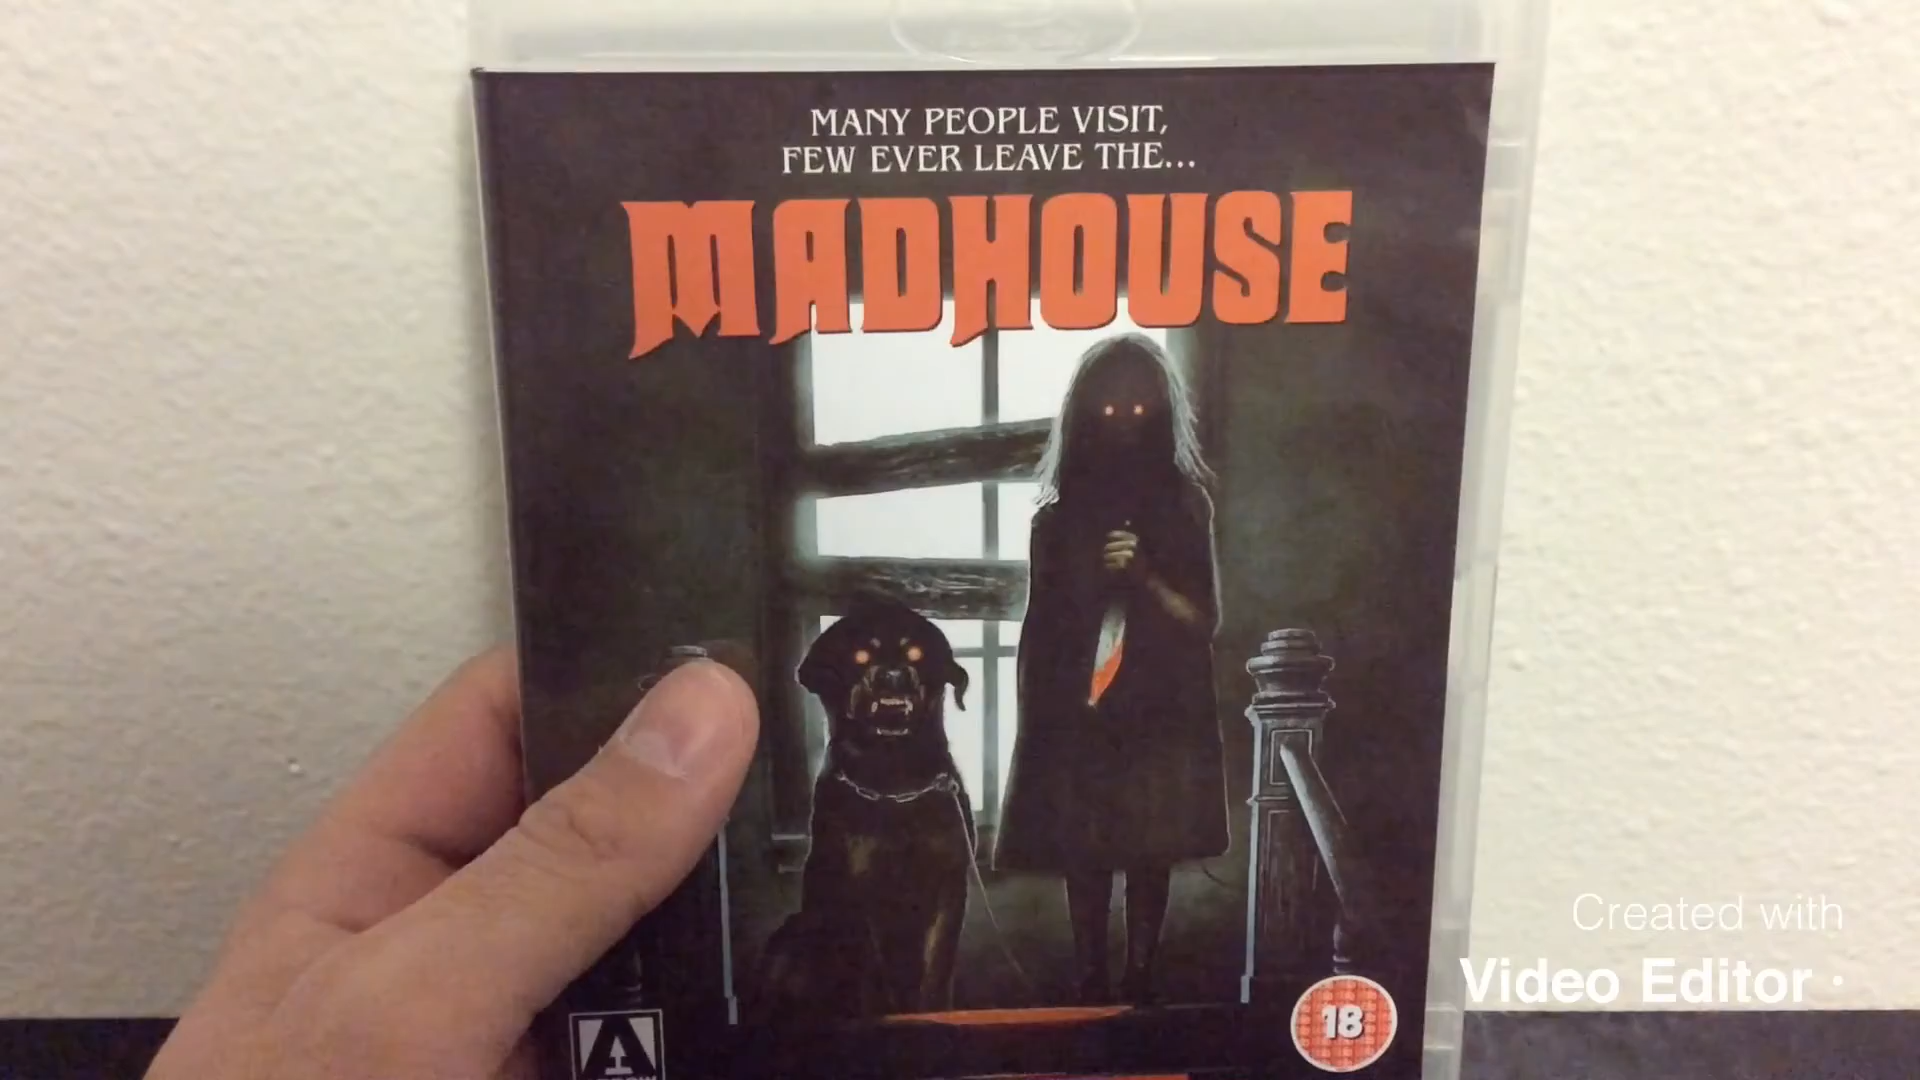 MANY PEOPLE VISIT,
FEW EVER LEAVE THE...
MADHOUSE
18
Created with
Video Editor ·